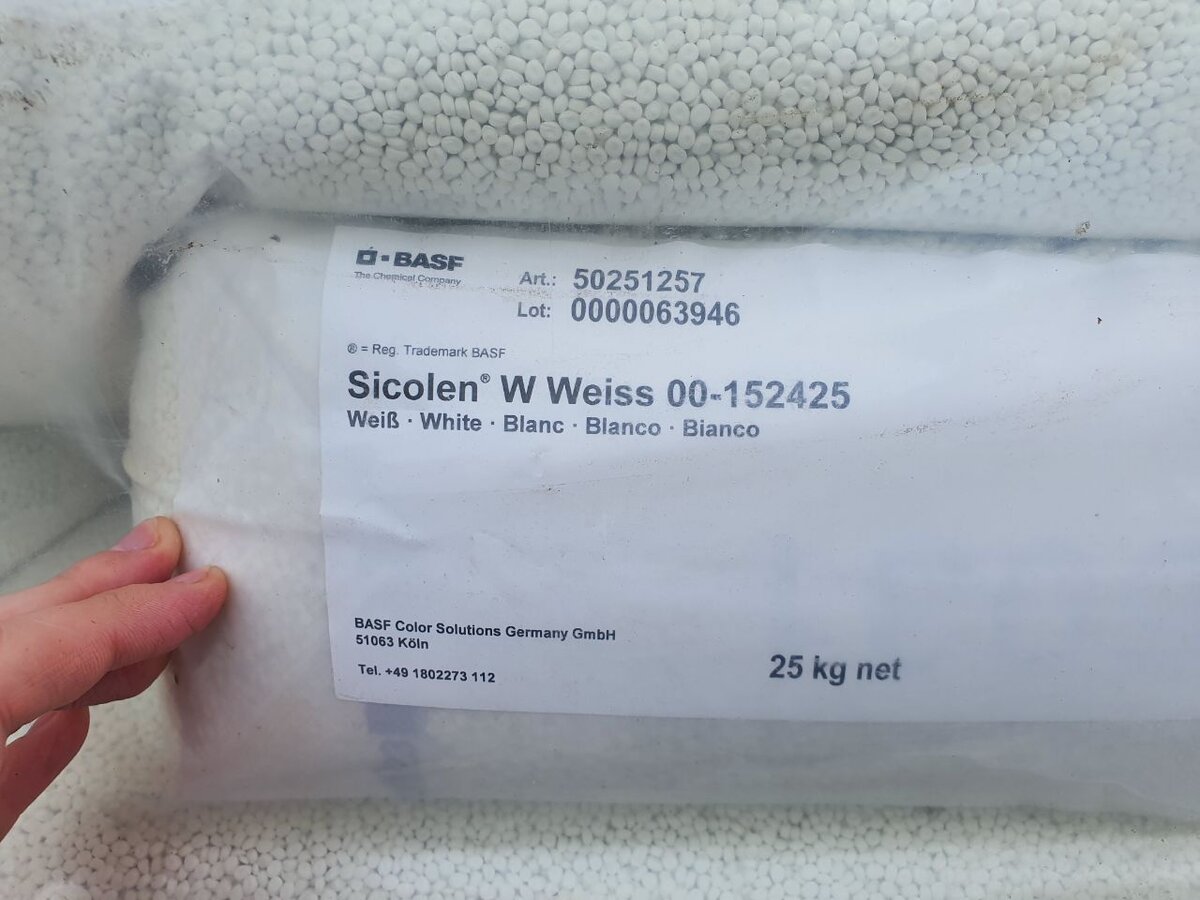 BASF
The Chemical Company
Art.: 50251257
Lot: 0000063946
® = Reg. Trademark BASF
Sicolen® W Weiss 00-152425
Weiß · White · Blanc · Blanco · Bianco
BASF Color Solutions Germany GmbH
51063 Köln
Tel. +49 1802273 112
25 kg net